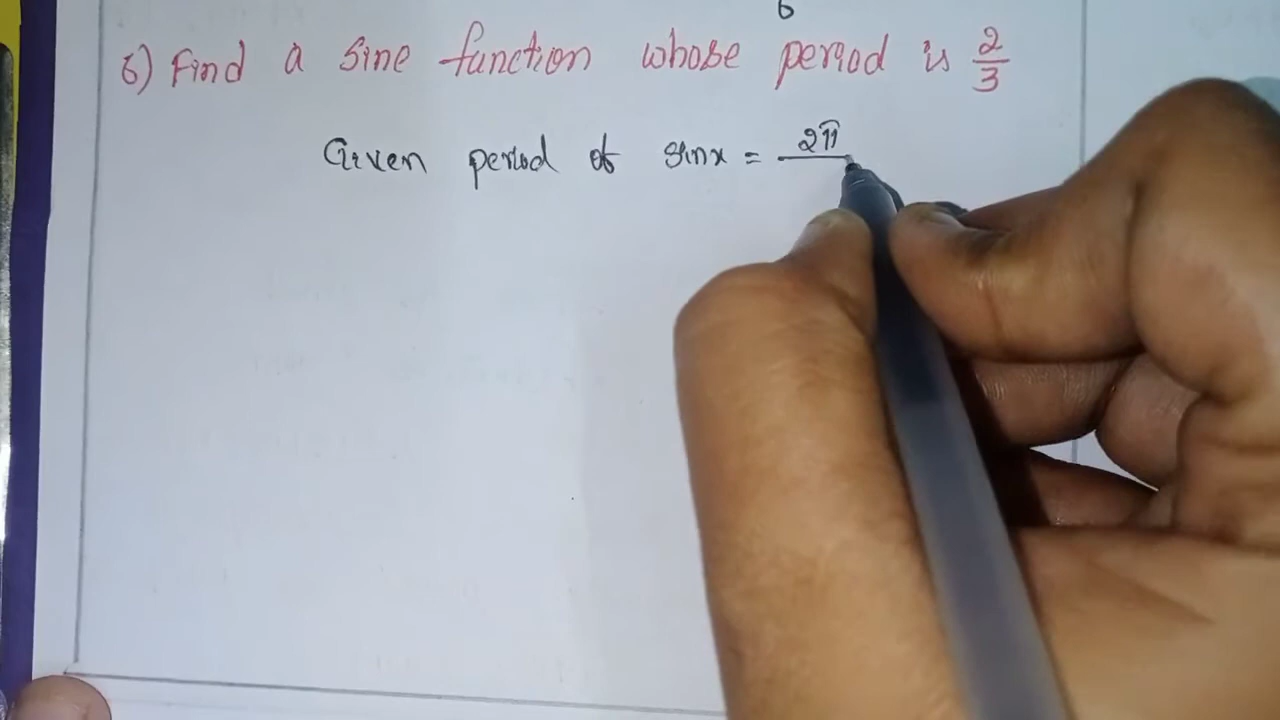 6
6) Find a sine function whose period is 2/3
Given period of sinx = 2π